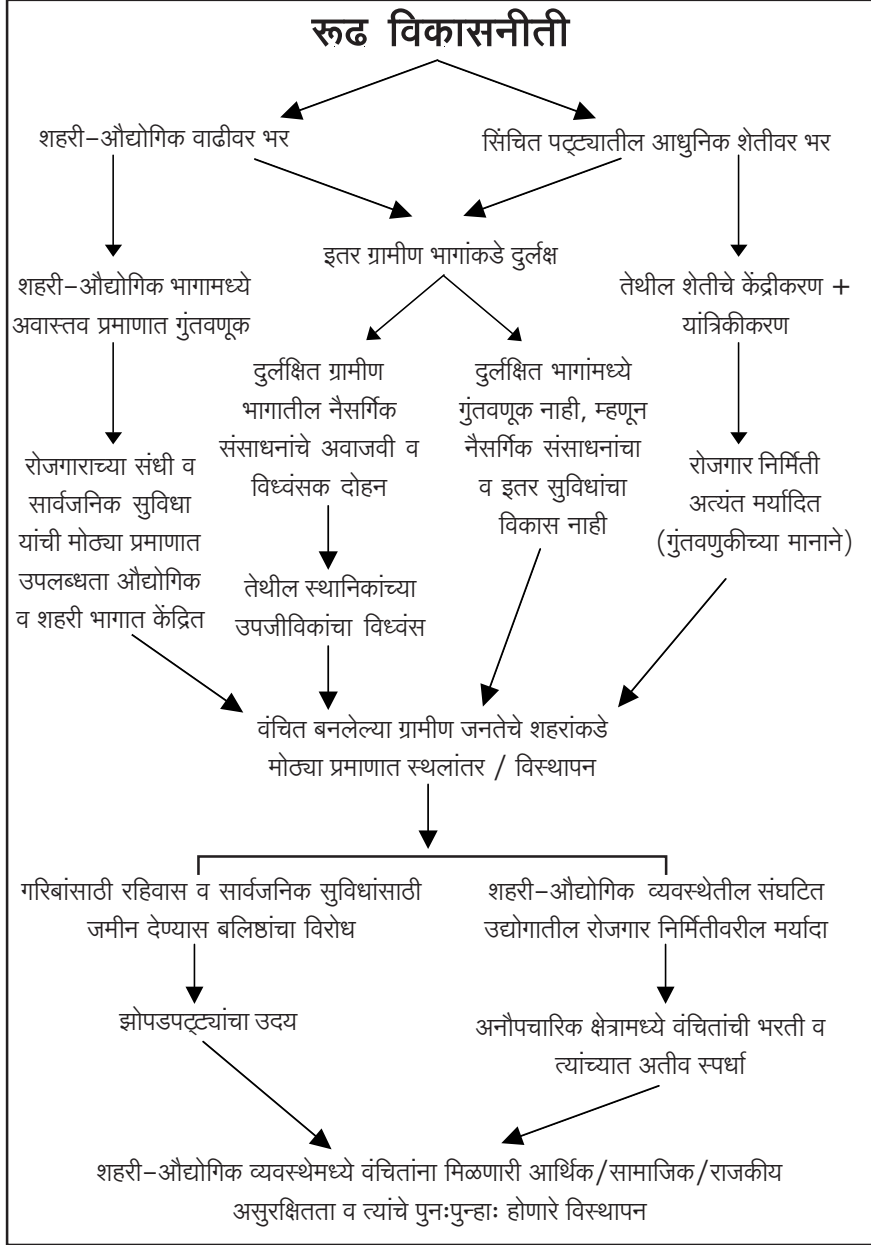 रूढ विकासनीती
शहरी–औद्योगिक वाढीवर भर
सिंचित पट्ट्यातील आधुनिक शेतीवर भर
इतर ग्रामीण भागांकडे दुर्लक्ष
शहरी–औद्योगिक भागामध्ये
अवास्तव प्रमाणात गुंतवणूक
तेथील शेतीचे केंद्रीकरण +
यांत्रिकीकरण
दुर्लक्षित ग्रामीण
भागातील नैसर्गिक
संसाधनांचे अवाजवी व
विध्वंसक दोहन
दुर्लक्षित भागांमध्ये
गुंतवणूक नाही, म्हणून
नैसर्गिक संसाधनांचा
व इतर सुविधांचा
विकास नाही
रोजगाराच्या संधी व
सार्वजनिक सुविधा
यांची मोठ्या प्रमाणात
उपलब्धता औद्योगिक
व शहरी भागात केंद्रित
रोजगार निर्मिती
अत्यंत मर्यादित
(गुंतवणुकीच्या मानाने)
तेथील स्थानिकांच्या
उपजीविकांचा विध्वंस
वंचित बनलेल्या ग्रामीण जनतेचे शहरांकडे
मोठ्या प्रमाणात स्थलांतर / विस्थापन
गरिबांसाठी रहिवास व सार्वजनिक सुविधांसाठी
जमीन देण्यास बलिष्ठांचा विरोध
शहरी–औद्योगिक व्यवस्थेतील संघटित
उद्योगातील रोजगार निर्मितीवरील मर्यादा
झोपडपट्ट्यांचा उदय
अनौपचारिक क्षेत्रामध्ये वंचितांची भरती व
त्यांच्यात अतीव स्पर्धा
शहरी–औद्योगिक व्यवस्थेमध्ये वंचितांना मिळणारी आर्थिक/सामाजिक/राजकीय
असुरक्षितता व त्यांचे पुनःपुन्हाः होणारे विस्थापन